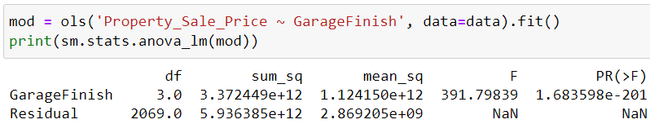 mod = ols('Property_Sale_Price ~ GarageFinish', data=data).fit()
print(sm.stats.anova_lm(mod))
df sum_sq mean_sq F PR(>F)
GarageFinish 3.0 3.372449e+12 1.124150e+12 391.79839 1.683598e-201
Residual 2069.0 5.936385e+12 2.869205e+09 NaN NaN